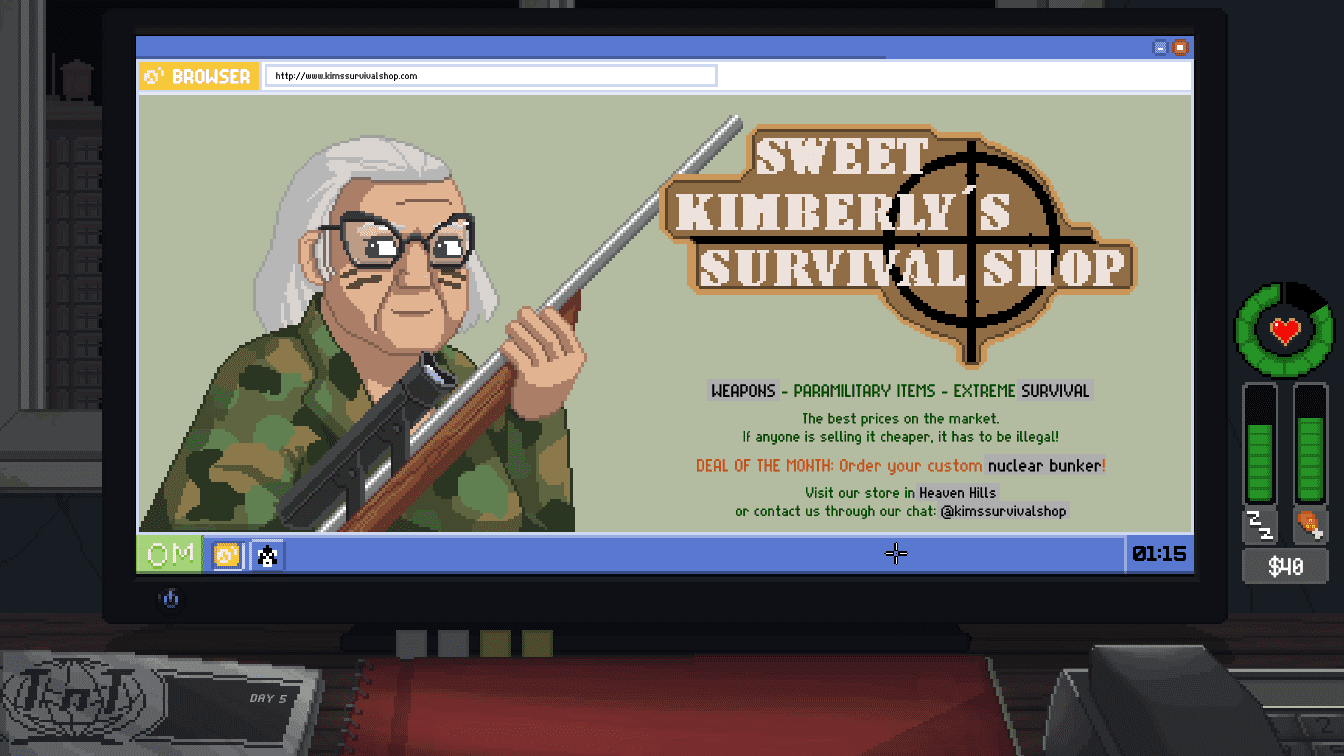 BROWSER
http://www.kimssurvivalshop.com
SWEET
KIMBERLY´S
SURVIVAL SHOP
WEAPONS - PARAMILITARY ITEMS - EXTREME SURVIVAL
The best prices on the market.
If anyone is selling it cheaper, it has to be illegal!
DEAL OF THE MONTH: Order your custom nuclear bunker!
Visit our store in Heaven Hills
or contact us through our chat: @kimssurvivalshop
OM
01:15
ZZZ
$40
TnT
DAY 5